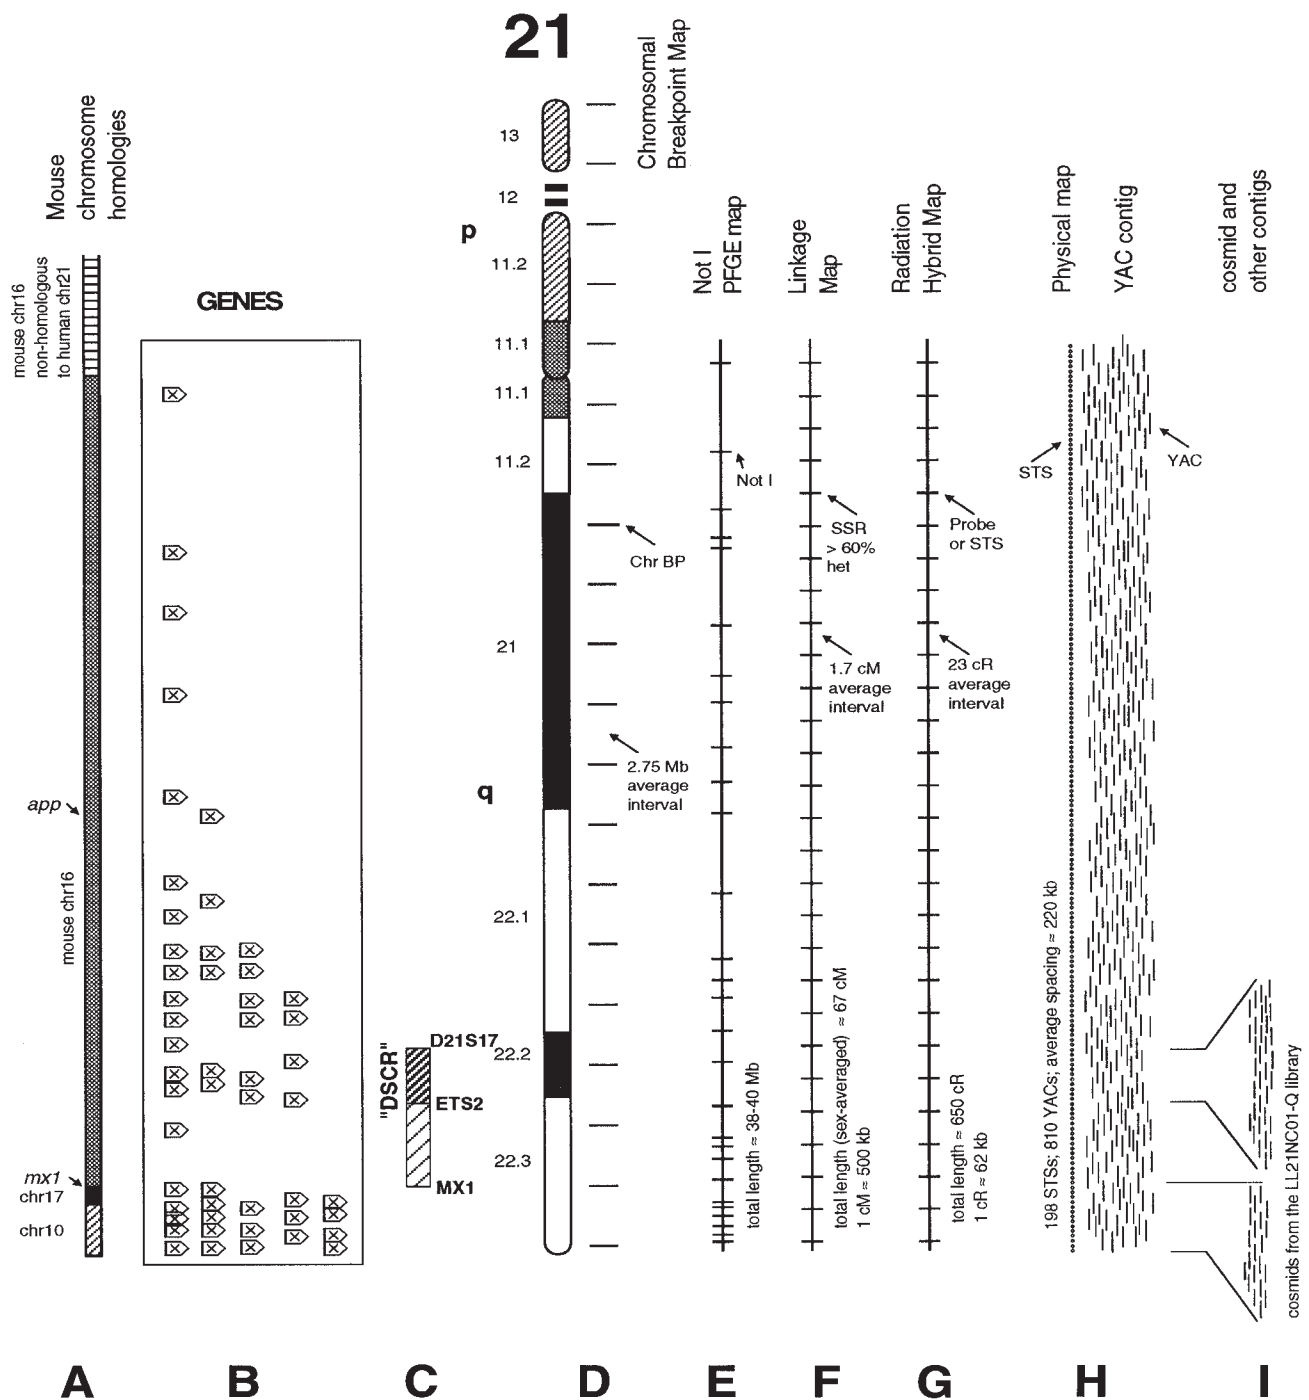 21
Mouse
chromosome
homologies
mouse chr16
non-homologous
to human chr21
app
mouse chr16
mx1
chr17
chr10
GENES
"DSCR"
D21S17
ETS2
MX1
Chromosomal
Breakpoint Map
13
12
p
11.2
11.1
11.1
11.2
21
q
22.1
22.2
22.3
Chr BP
2.75 Mb
average
interval
Not I
PFGE map
Not I
total length ≈ 38-40 Mb
Linkage
Map
SSR
> 60%
het
1.7 cM
average
interval
total length (sex-averaged) ≈ 67 cM
1 cM ≈ 500 kb
Radiation
Hybrid Map
Probe
or STS
23 cR
average
interval
total length ≈ 650 cR
1 cR ≈ 62 kb
Physical map
YAC contig
STS
YAC
198 STSs; 810 YACs; average spacing ≈ 220 kb
cosmid and
other contigs
cosmids from the LL21NC01-Q library
A B C D E F G H I